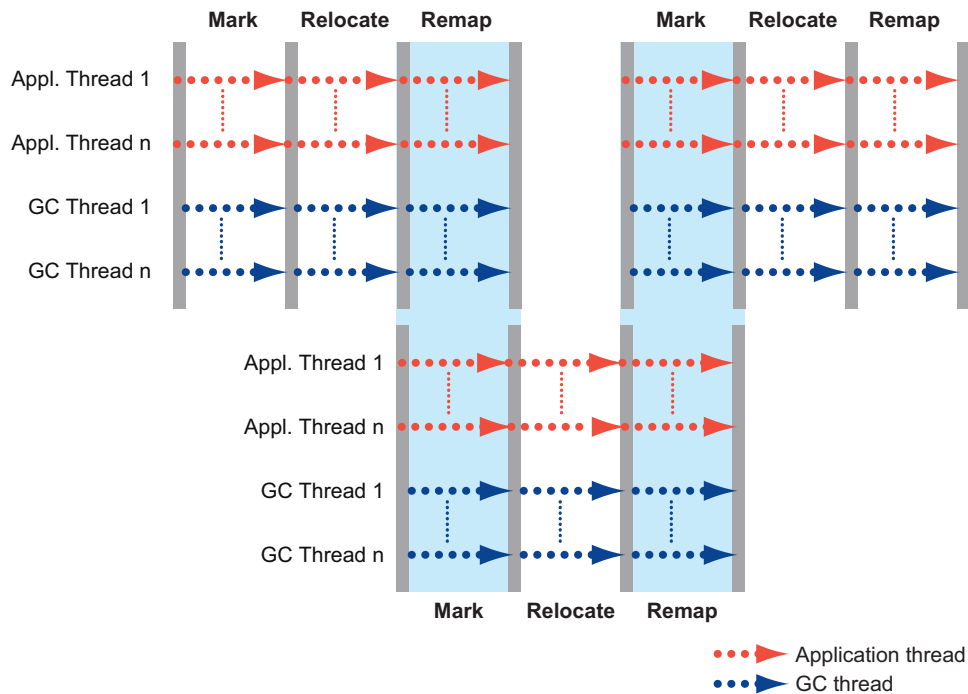 Mark Relocate Remap Mark Relocate Remap
Appl. Thread 1
Appl. Thread n
GC Thread 1
GC Thread n
Appl. Thread 1
Appl. Thread n
GC Thread 1
GC Thread n
Mark Relocate Remap
Application thread
GC thread